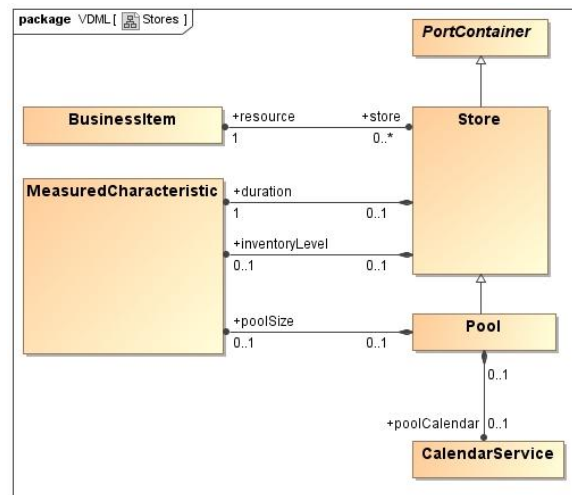 package VDML [ Stores ]
PortContainer
BusinessItem
+resource
+store
1
0..*
Store
MeasuredCharacteristic
+duration
1
0..1
+inventoryLevel
0..1
0..1
+poolSize
0..1
0..1
Pool
0..1
+poolCalendar
0..1
CalendarService